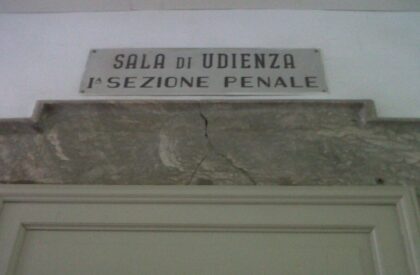 SALA DI UDIENZA
1ª SEZIONE PENALE